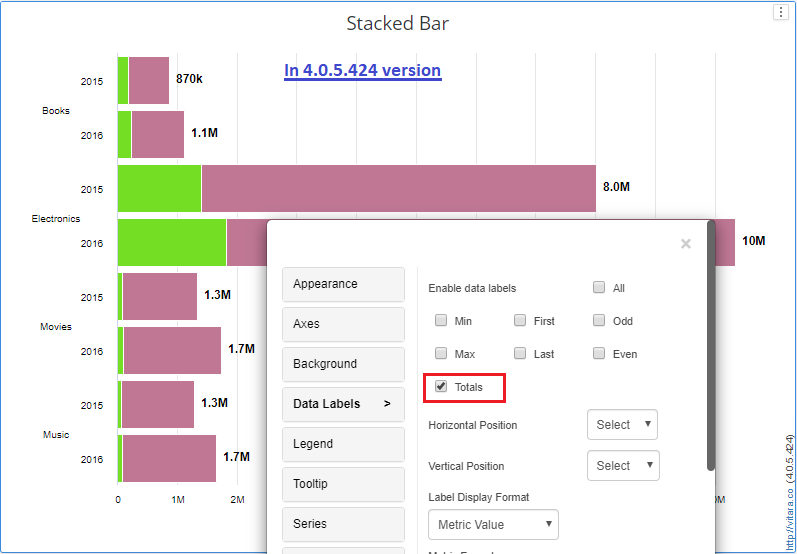 Stacked Bar
In 4.0.5.424 version
2015
870k
Books
2016
1.1M
2015
8.0M
Electronics
2016
10M
2015
1.3M
Movies
2016
1.7M
2015
1.3M
Music
2016
1.7M
0
1M
2M
×
Appearance
Axes
Background
Data Labels >
Legend
Tooltip
Series
Enable data labels
All
Min
First
Odd
Max
Last
Even
Totals
Horizontal Position
Select
Vertical Position
Select
Label Display Format
Metric Value
http://vitara.co (4.0.5.424)